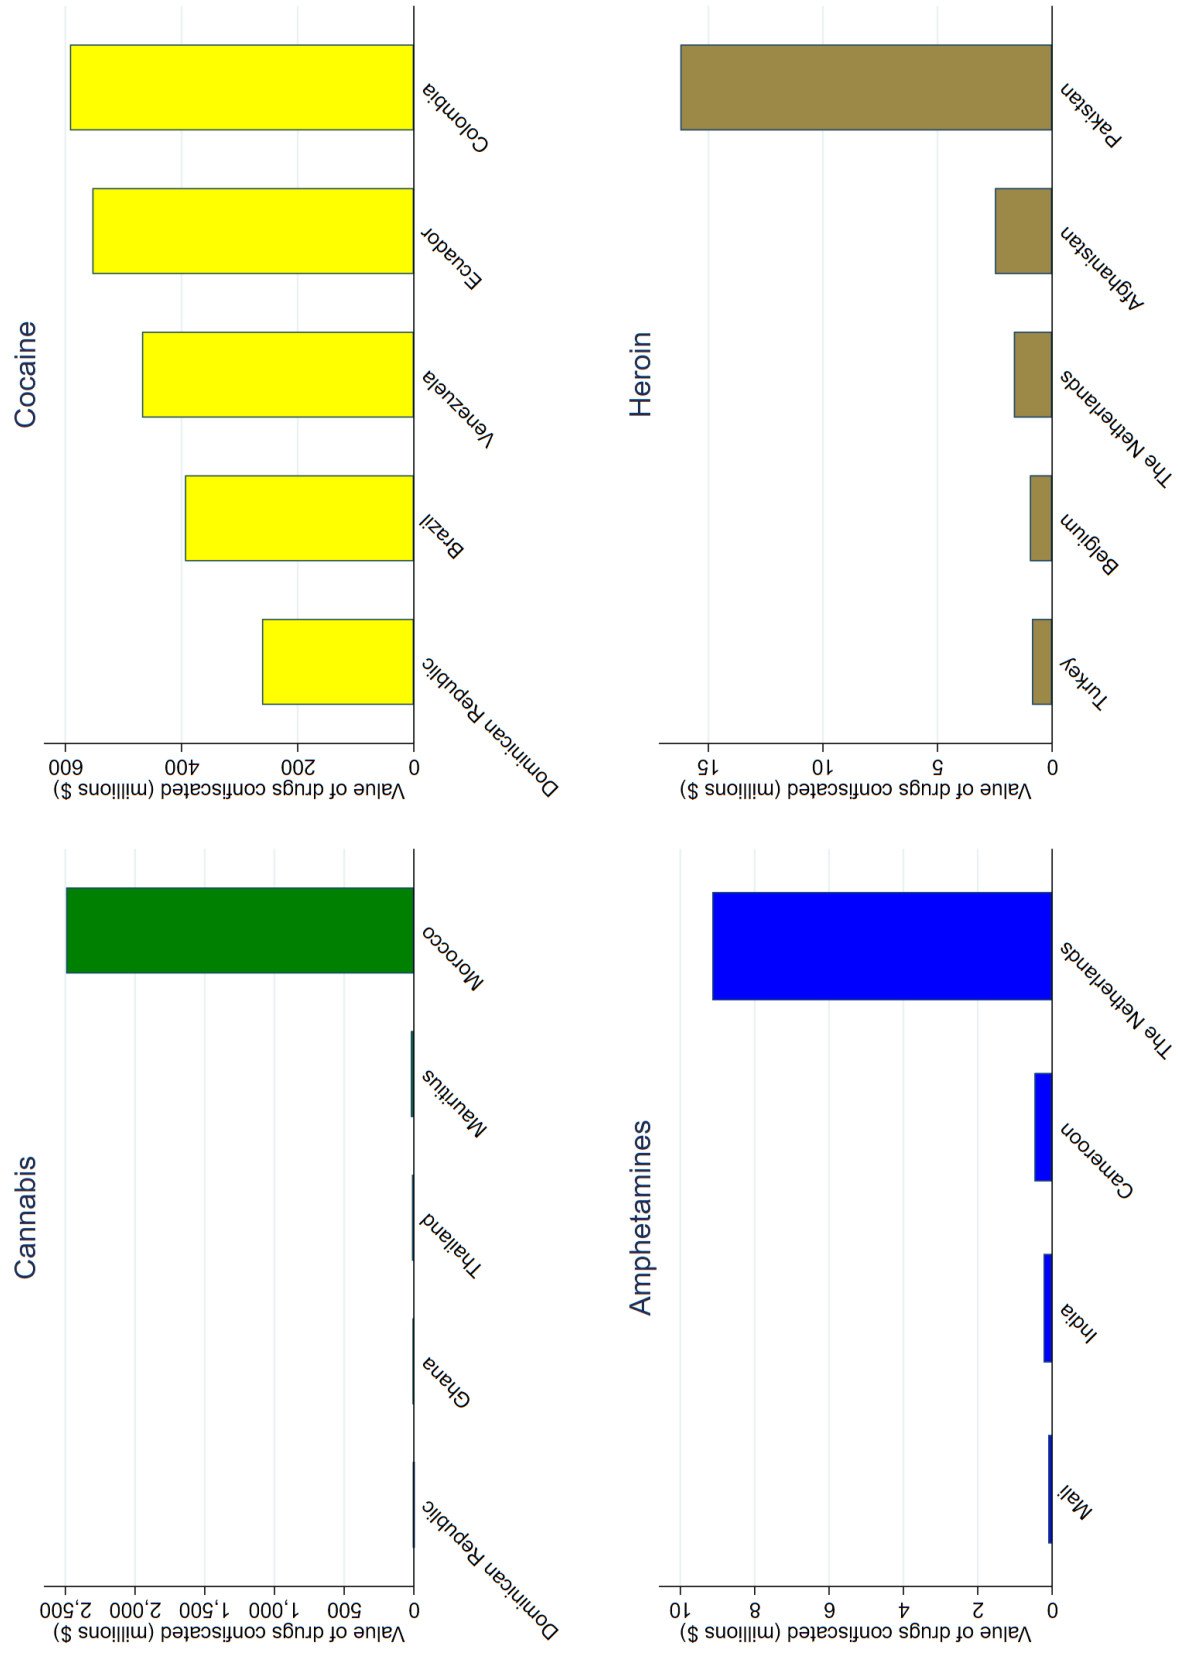 Cannabis
Value of drugs confiscated (millions $)
2,500
2,000
1,500
1,000
500
0
Dominican Republic
Ghana
Thailand
Mauritius
Morocco
Cocaine
Value of drugs confiscated (millions $)
600
400
200
0
Dominican Republic
Brazil
Venezuela
Ecuador
Colombia
Amphetamines
Value of drugs confiscated (millions $)
10
8
6
4
2
0
Mali
India
Cameroon
The Netherlands
Heroin
Value of drugs confiscated (millions $)
15
10
5
0
Turkey
Belgium
The Netherlands
Afghanistan
Pakistan